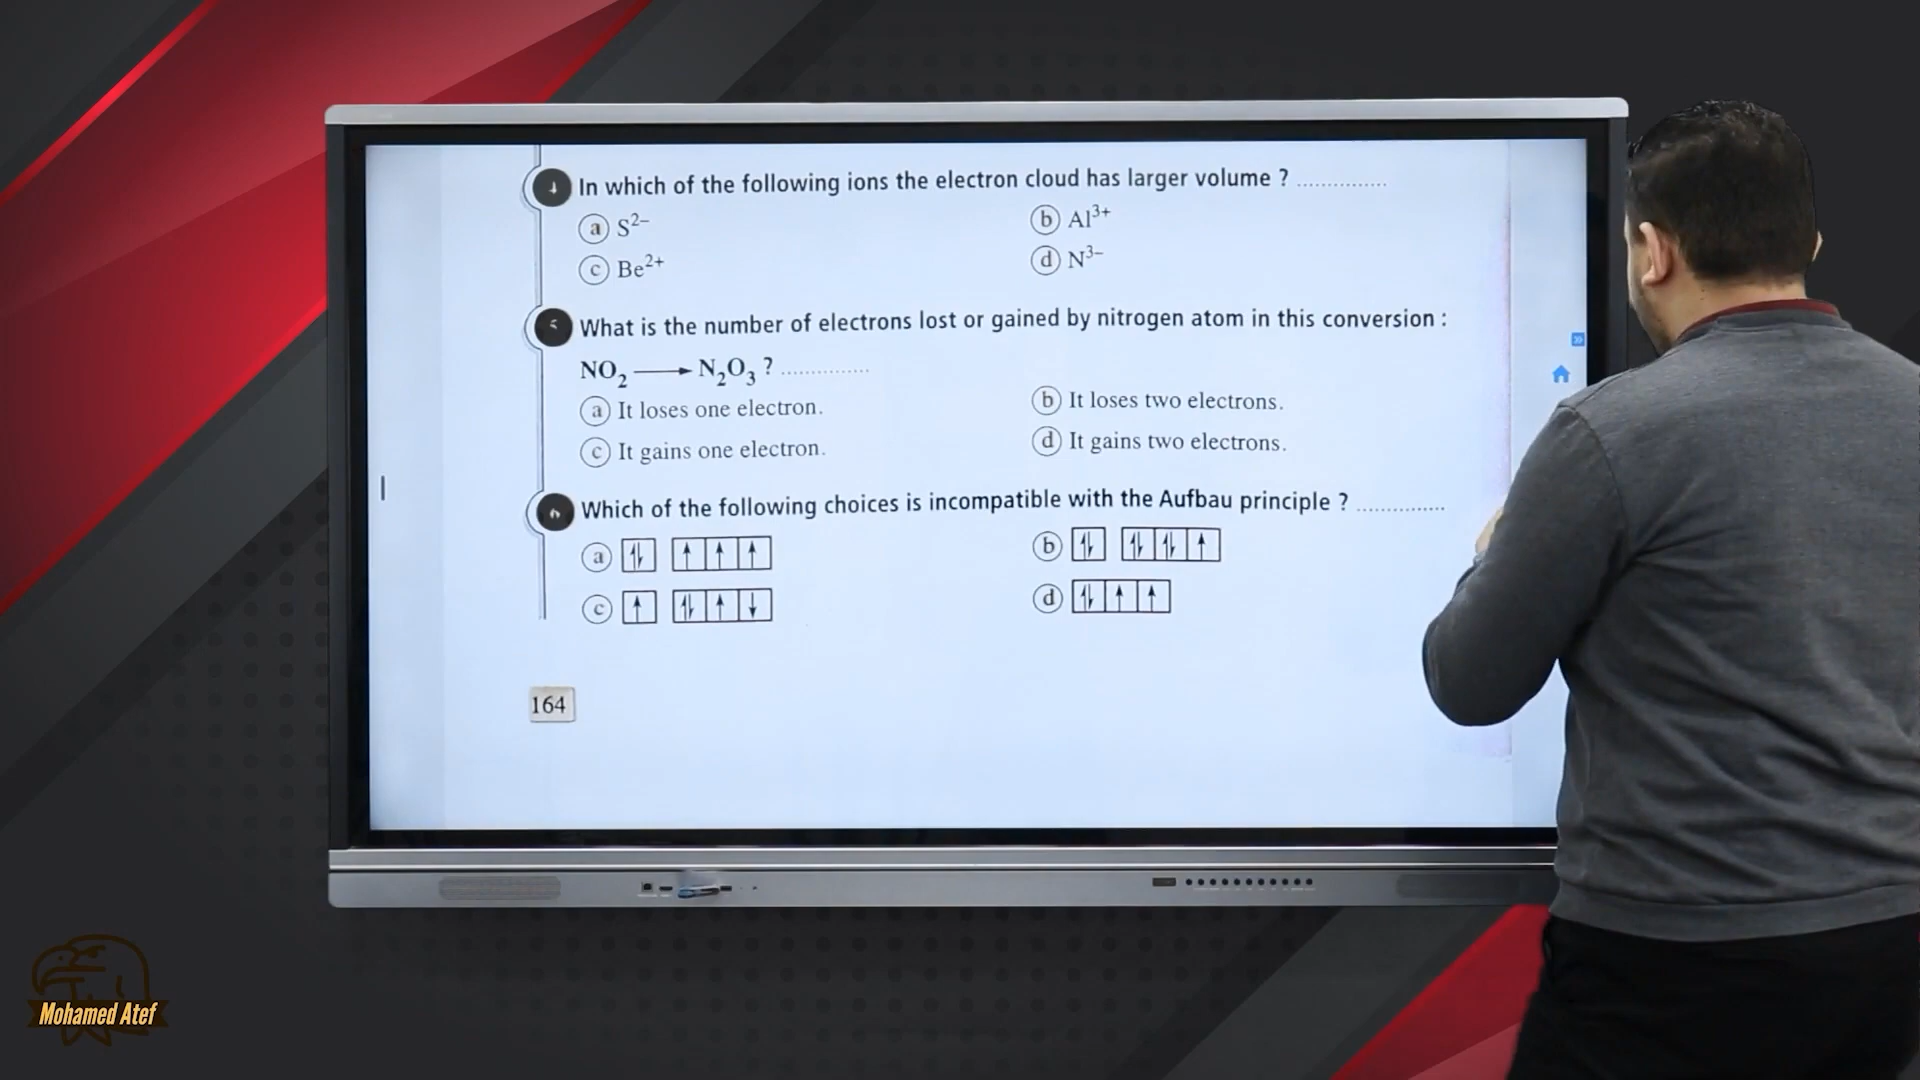 In which of the following ions the electron cloud has larger volume ? ...............
a S²⁻
b Al³⁺
c Be²⁺
d N³⁻
What is the number of electrons lost or gained by nitrogen atom in this conversion :
NO₂ ⟶ N₂O₃ ? ...............
a It loses one electron.
b It loses two electrons.
c It gains one electron.
d It gains two electrons.
Which of the following choices is incompatible with the Aufbau principle ? ...............
a
b
c
d
164
Mohamed Atef